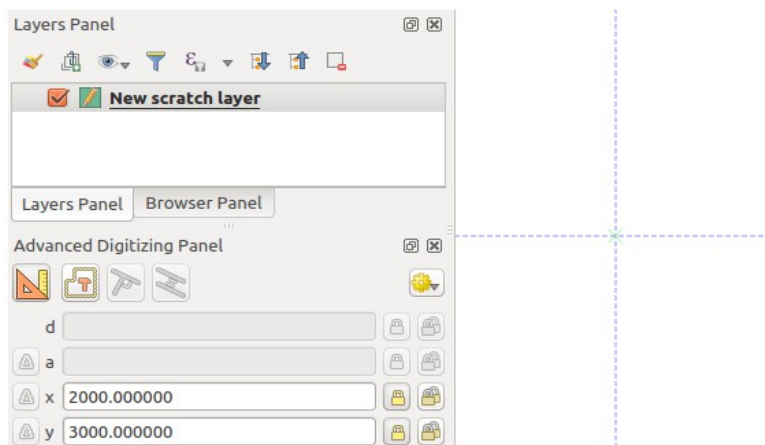 Layers Panel
New scratch layer
Layers Panel
Browser Panel
Advanced Digitizing Panel
d
a
x 2000.000000
y 3000.000000